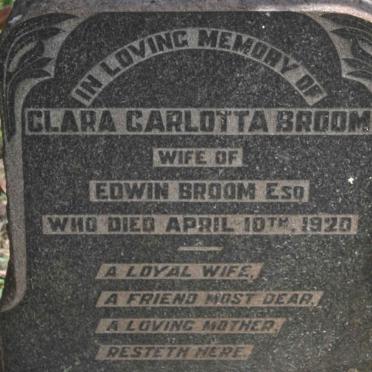 IN LOVING MEMORY OF
CLARA CARLOTTA BROOM
WIFE OF
EDWIN BROOM ESQ
WHO DIED APRIL 10TH, 1920
A LOYAL WIFE,
A FRIEND MOST DEAR,
A LOVING MOTHER,
RESTETH HERE.